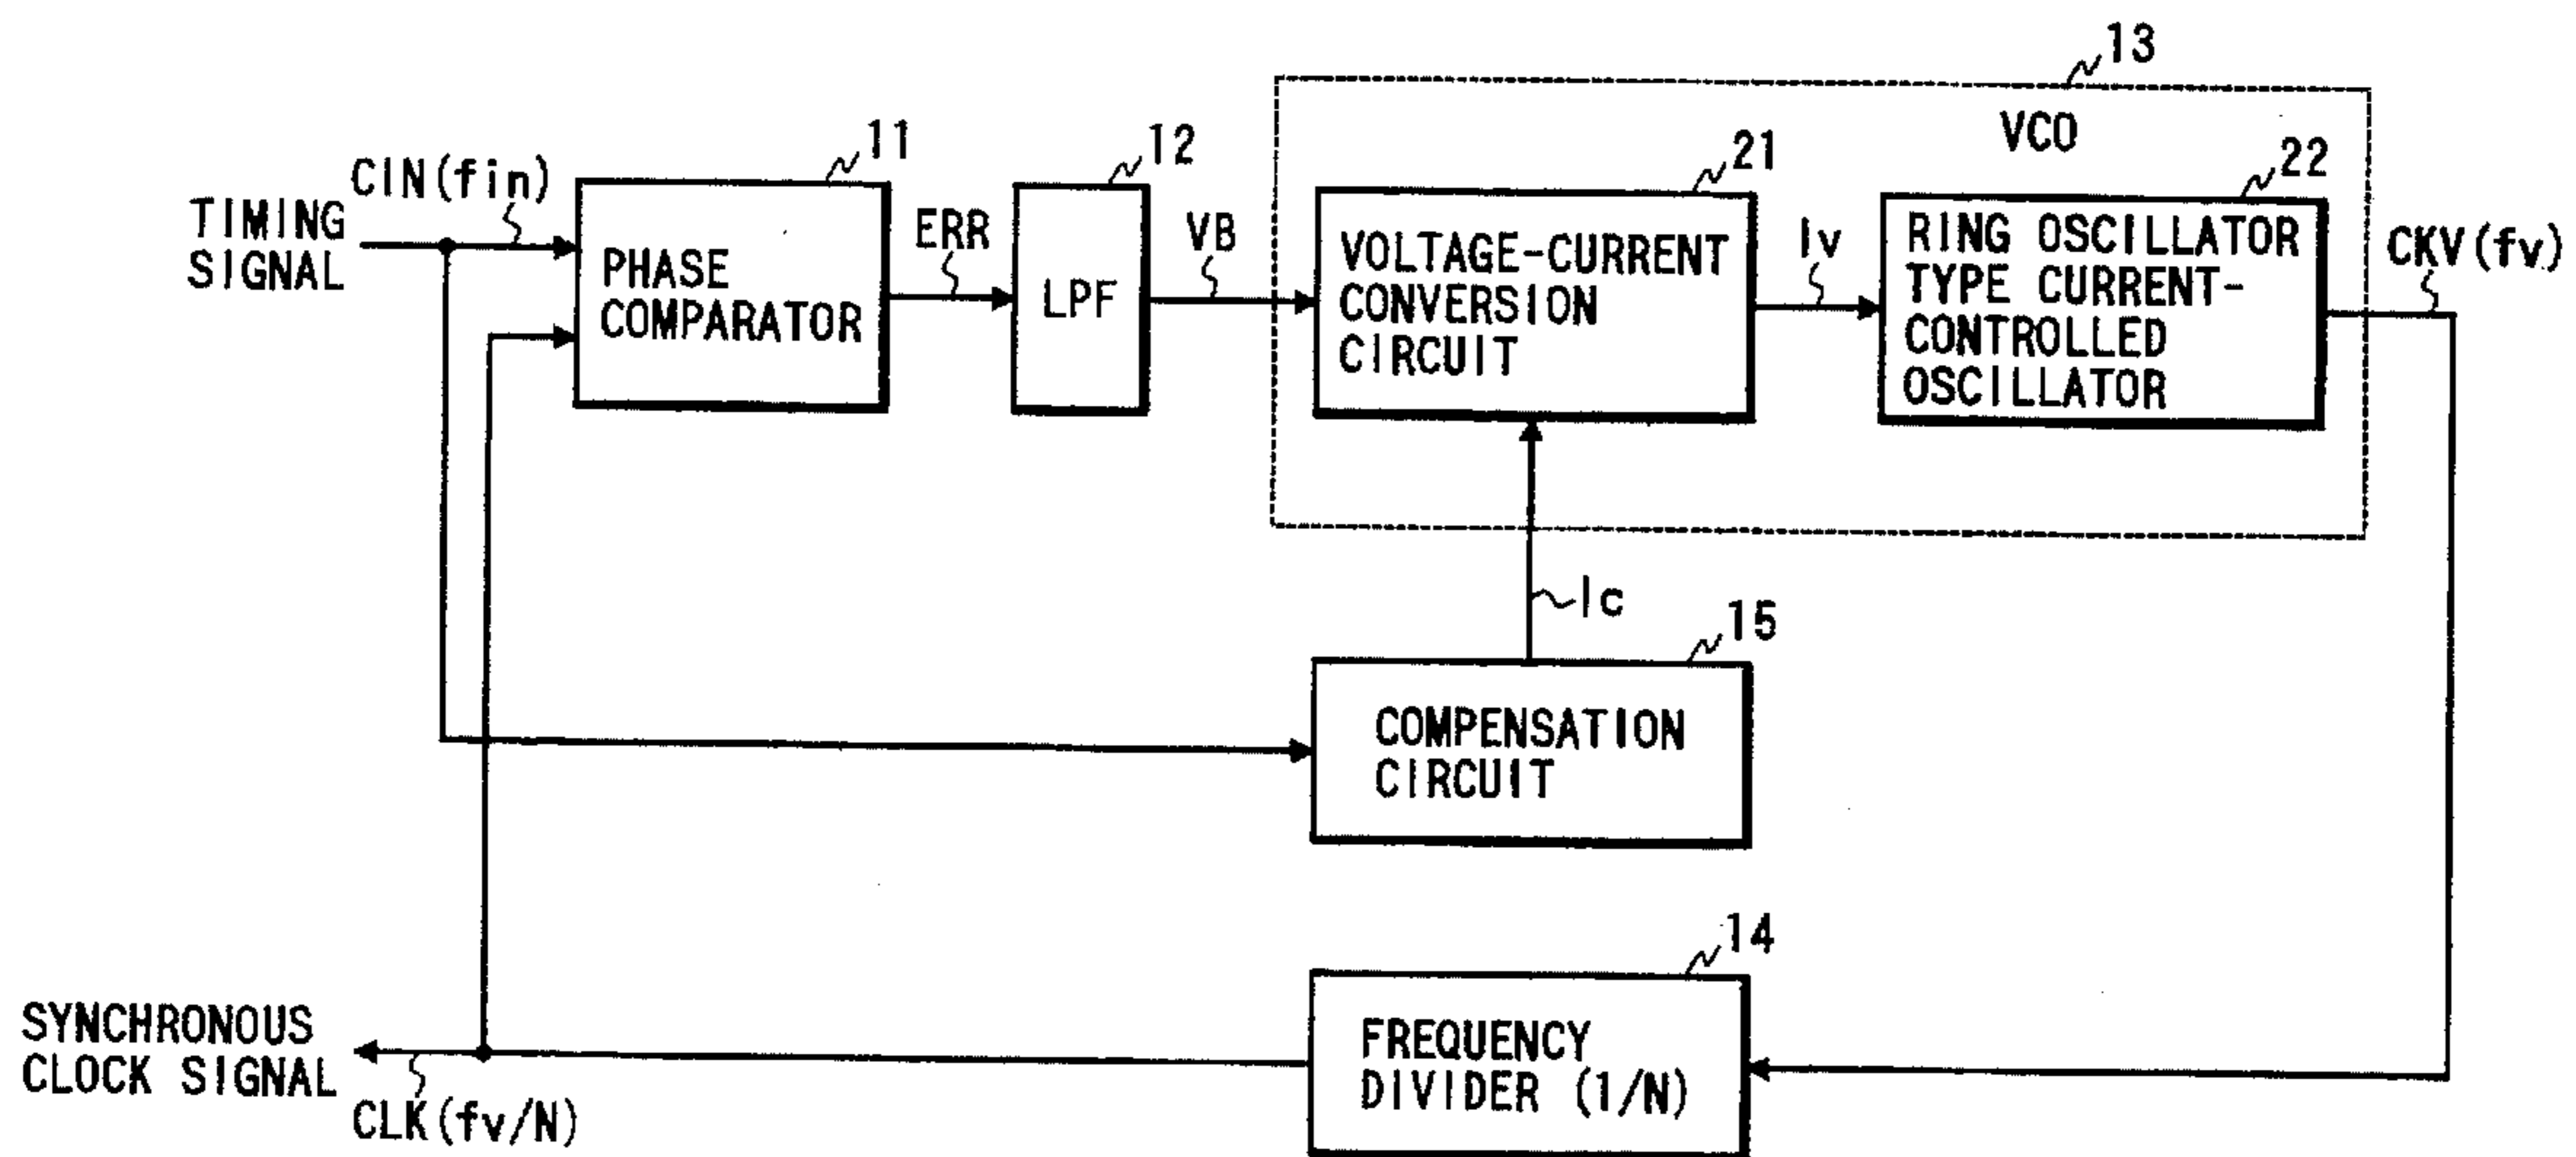 13
VCO
11
12
21
22
CIN(fin)
TIMING
SIGNAL
PHASE
COMPARATOR
ERR
LPF
VB
VOLTAGE-CURRENT
CONVERSION
CIRCUIT
Iv
RING OSCILLATOR
TYPE CURRENT-
CONTROLLED
OSCILLATOR
CKV(fv)
Ic
15
COMPENSATION
CIRCUIT
14
FREQUENCY
DIVIDER (1/N)
SYNCHRONOUS
CLOCK SIGNAL
CLK(fv/N)